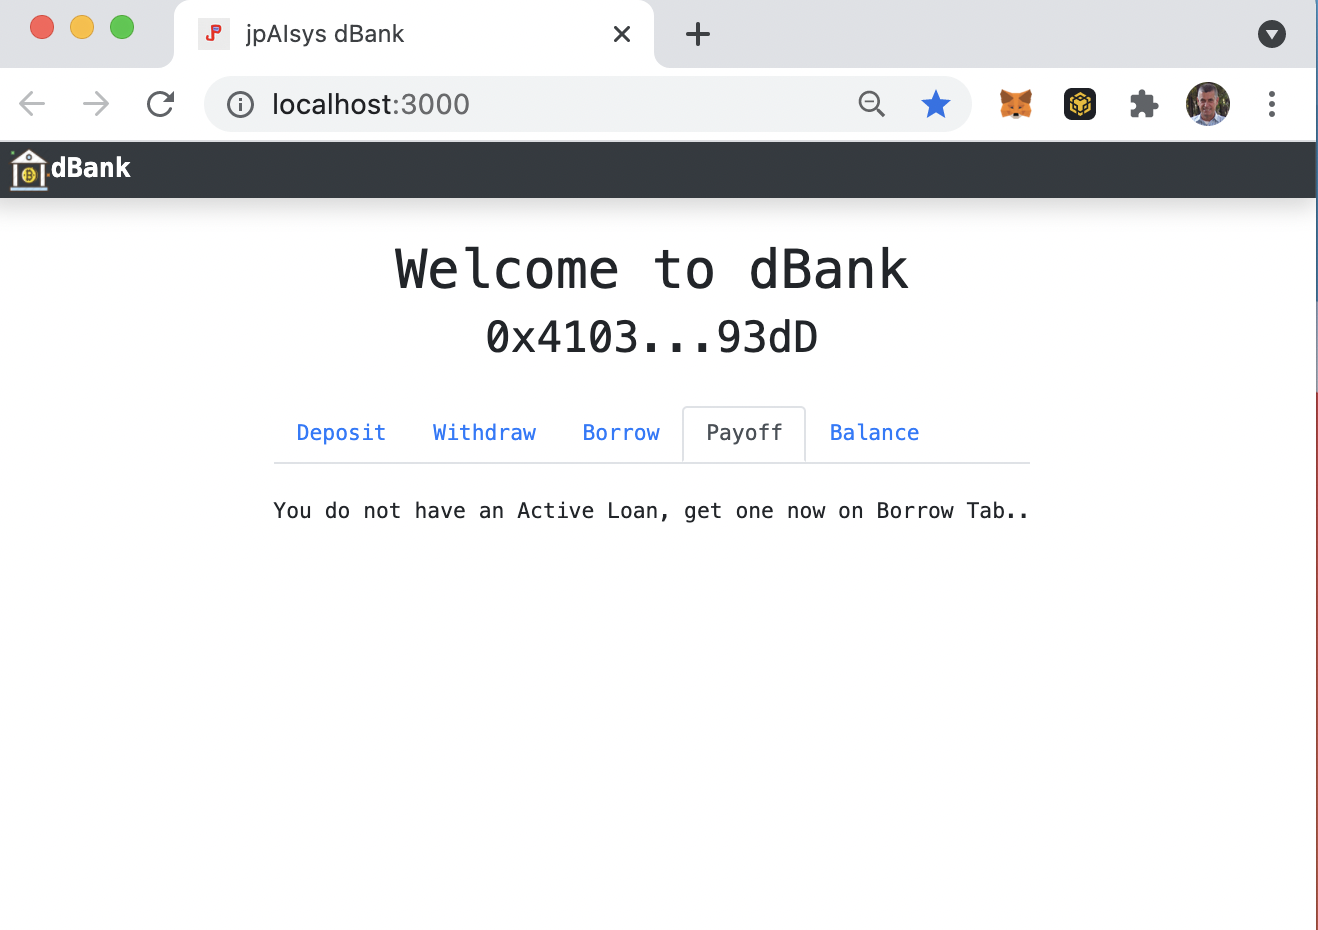 jpAIsys dBank
localhost:3000
dBank
Welcome to dBank
0x4103...93dD
Deposit Withdraw Borrow Payoff Balance
You do not have an Active Loan, get one now on Borrow Tab..